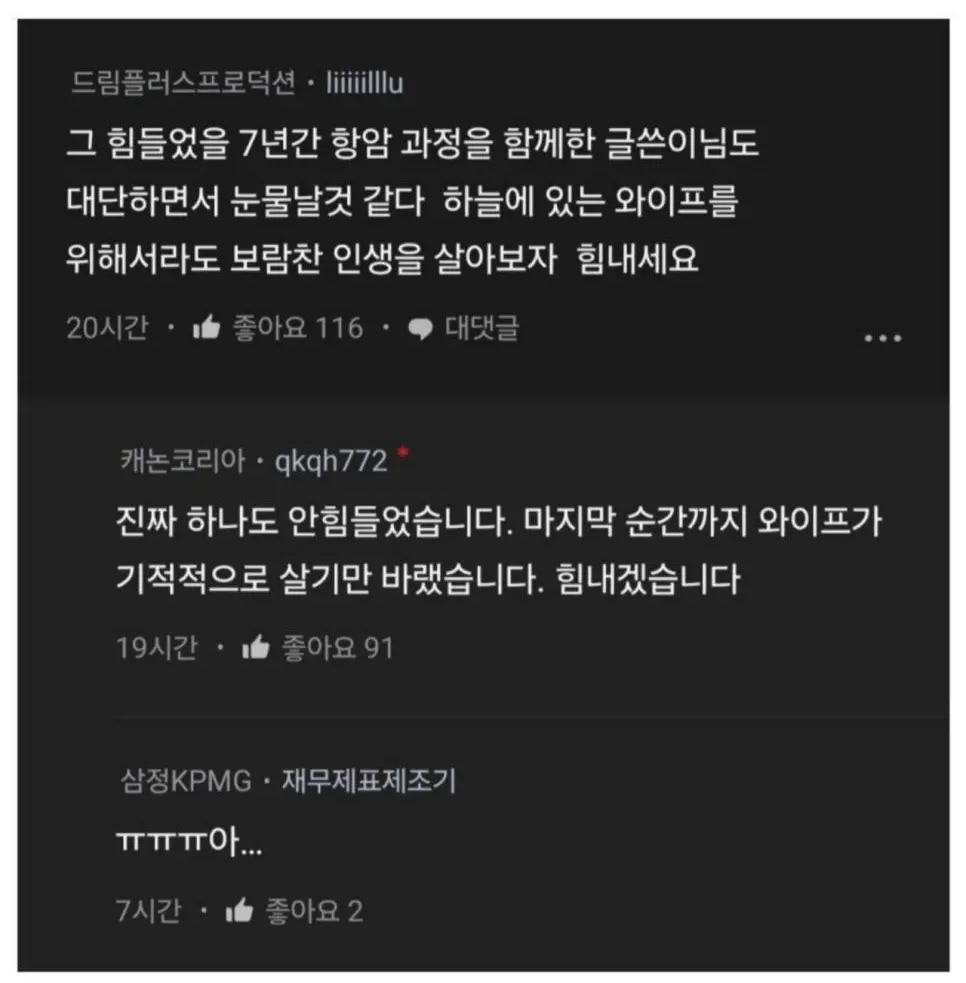 드림플러스프로덕션 · liiiiilllu
그 힘들었을 7년간 항암 과정을 함께한 글쓴이님도
대단하면서 눈물날것 같다 하늘에 있는 와이프를
위해서라도 보람찬 인생을 살아보자 힘내세요
20시간 · 좋아요 116 · 대댓글
캐논코리아 · qkqh772 *
진짜 하나도 안힘들었습니다. 마지막 순간까지 와이프가
기적적으로 살기만 바랬습니다. 힘내겠습니다
19시간 · 좋아요 91
삼정KPMG · 재무제표제조기
ㅠㅠㅠ아...
7시간 · 좋아요 2